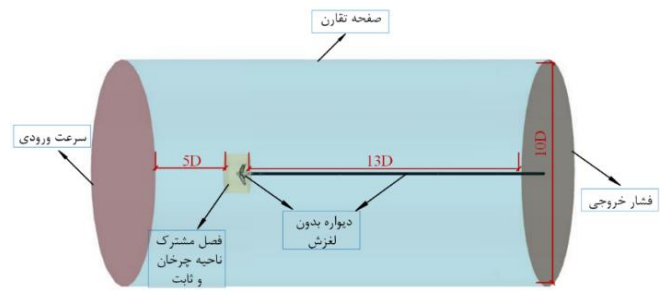 صفحه تقارن
سرعت ورودی
5D
13D
10D
فشار خروجی
دیواره بدون
لغزش
فصل مشترک
ناحیه چرخان
و ثابت